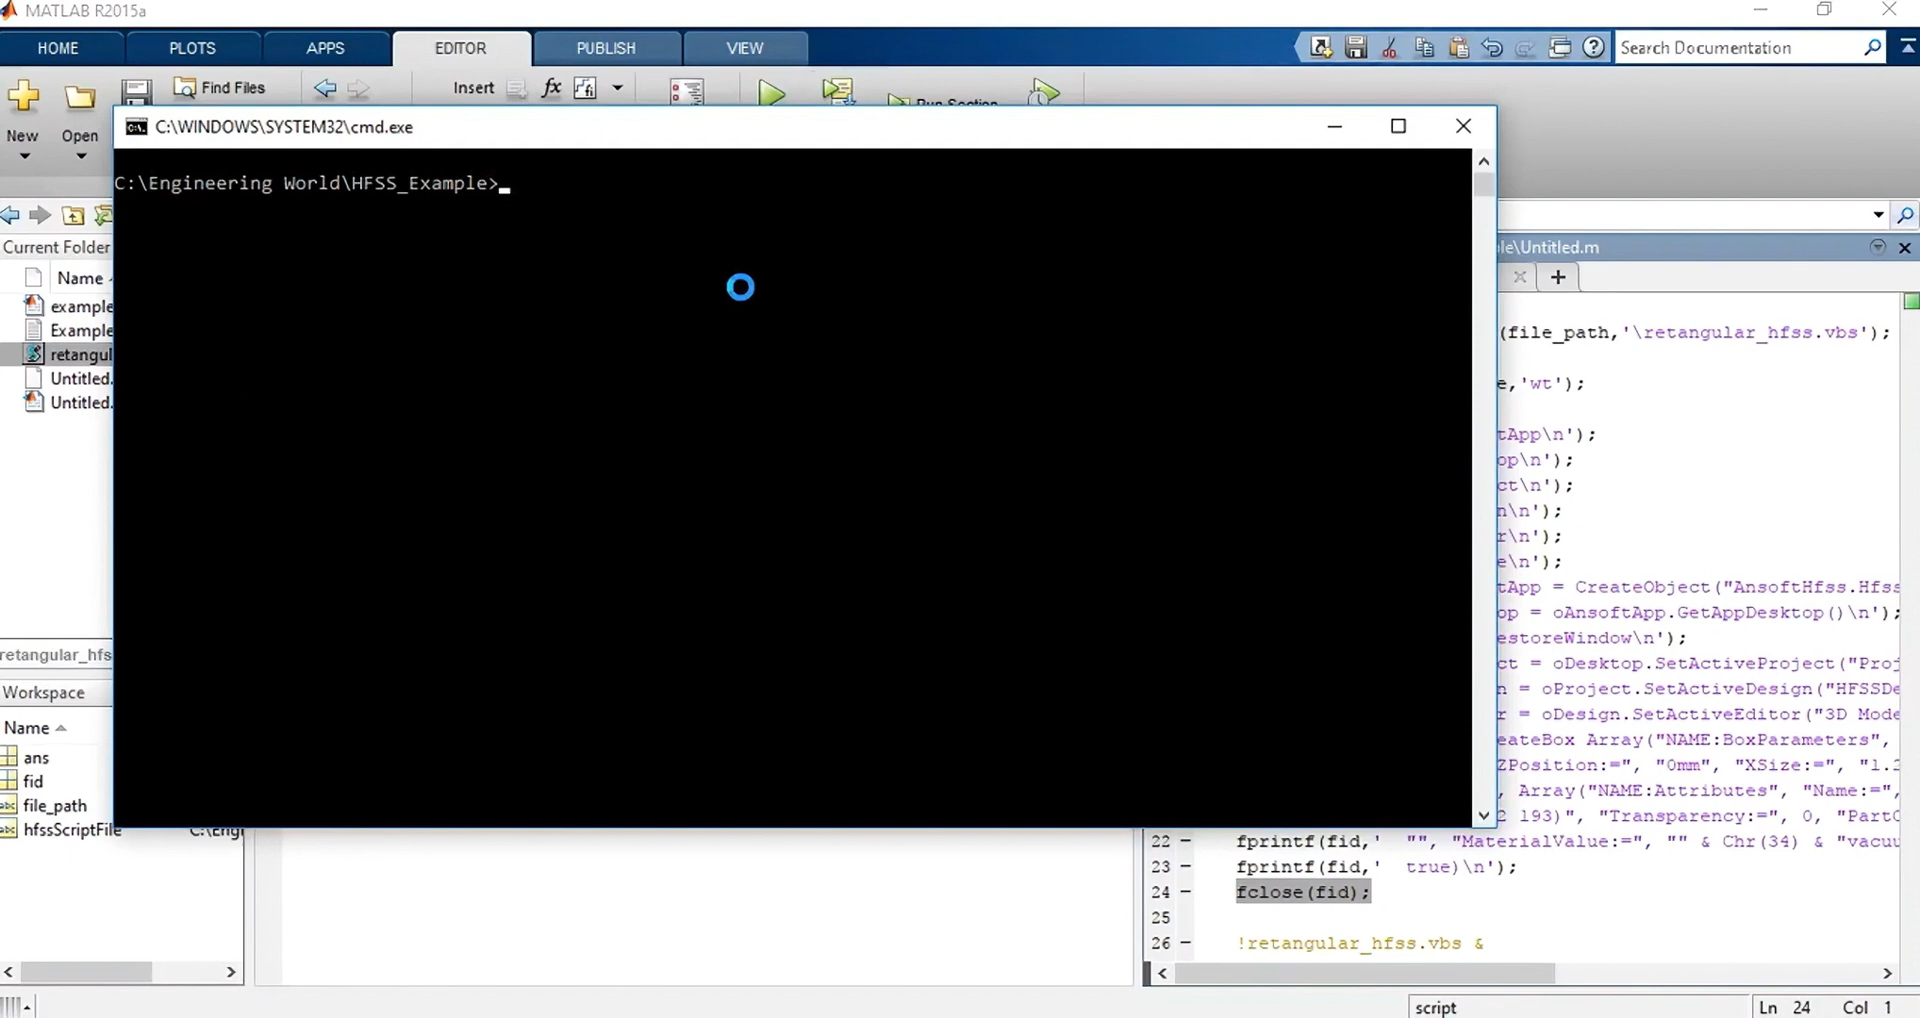 MATLAB R2015a
HOME
PLOTS
APPS
EDITOR
PUBLISH
VIEW
Search Documentation
Find Files
Insert
fx
New
Open
C:\WINDOWS\SYSTEM32\cmd.exe
C:\Engineering World\HFSS_Example>
Current Folder
Name
example
Example
retangul
Untitled.
Untitled.
retangular_hfs
Workspace
Name
ans
fid
file_path
hfssScriptFile
le\Untitled.m
(file_path,'\retangular_hfss.vbs');
e,'wt');
tApp\n');
op\n');
ct\n');
n\n');
r\n');
e\n');
tApp = CreateObject("AnsoftHfss.Hfss
op = oAnsoftApp.GetAppDesktop()\n');
estoreWindow\n');
ct = oDesktop.SetActiveProject("Proj
n = oProject.SetActiveDesign("HFSSDe
r = oDesign.SetActiveEditor("3D Mode
eateBox Array("NAME:BoxParameters",
ZPosition:=", "0mm", "XSize:=", "1.2
, Array("NAME:Attributes", "Name:=",
2 193)", "Transparency:=", 0, "PartC
22 – fprintf(fid,' "", "MaterialValue:=", "" & Chr(34) & "vacuu
23 – fprintf(fid,' true)\n');
24 – fclose(fid);
25
26 – !retangular_hfss.vbs &
script
Ln 24 Col 1